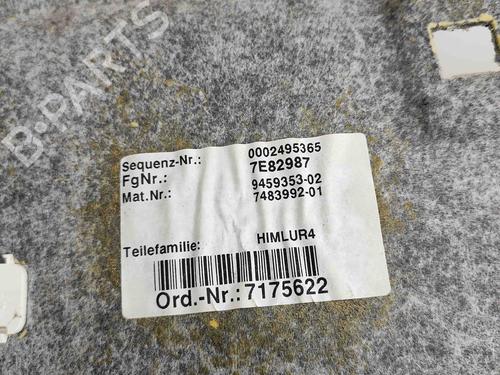 B-PARTS
Sequenz-Nr.: 0002495365
FgNr.: 7E82987
Mat.Nr.: 9459353-02
7483992-01
Teilefamilie: HIMLUR4
Ord.-Nr.: 7175622